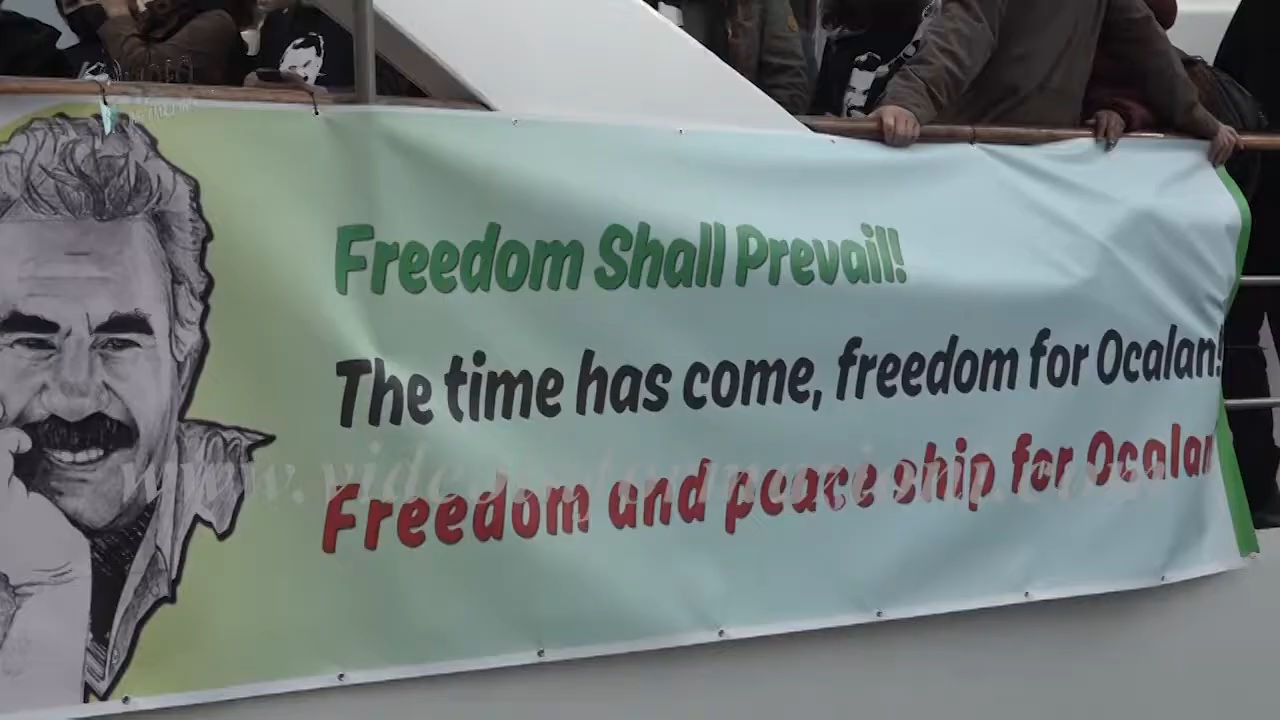 Freedom Shall Prevail!
The time has come, freedom for Ocalan!
Freedom and peace ship for Ocalan